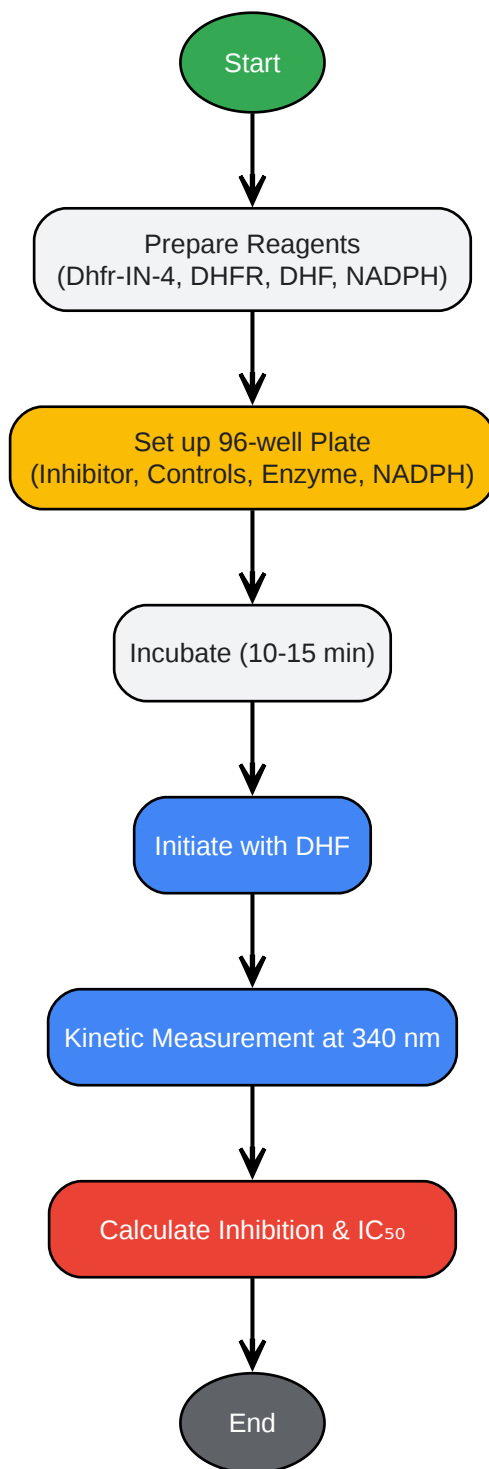 Start
Prepare Reagents
(Dhfr-IN-4, DHFR, DHF, NADPH)
Set up 96-well Plate
(Inhibitor, Controls, Enzyme, NADPH)
Incubate (10-15 min)
Initiate with DHF
Kinetic Measurement at 340 nm
Calculate Inhibition & IC₅₀
End